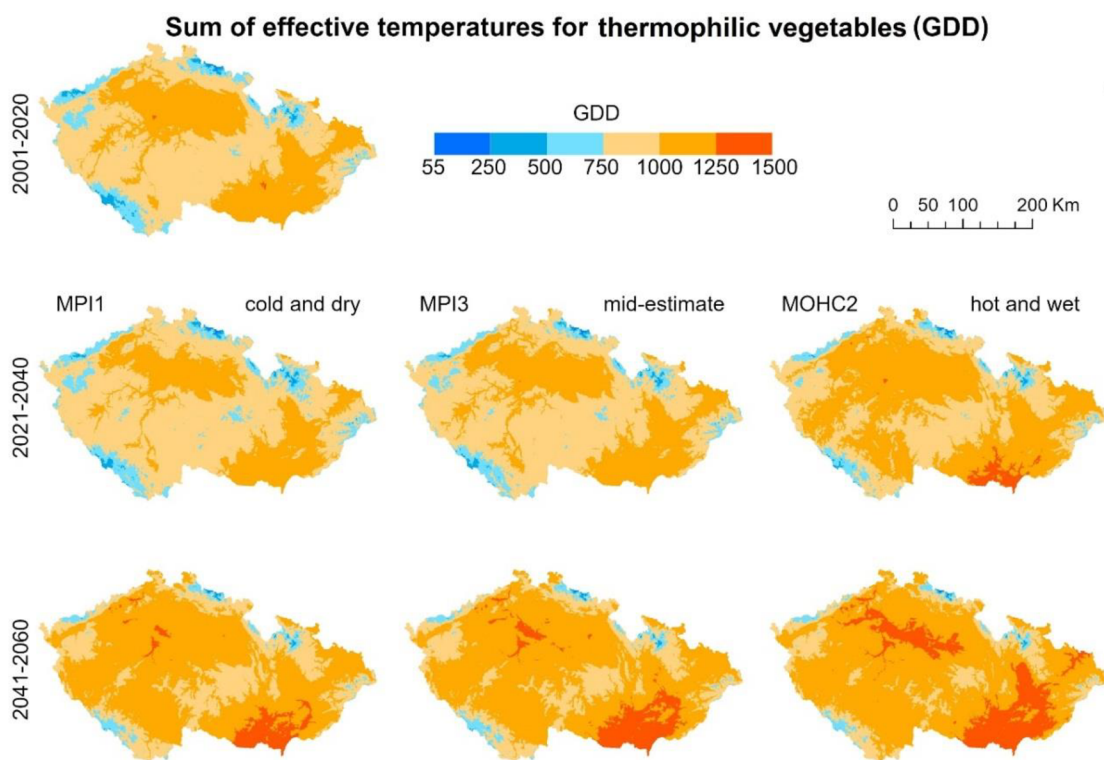 Sum of effective temperatures for thermophilic vegetables (GDD)
2001-2020
GDD
55 250 500 750 1000 1250 1500
0 50 100 200 Km
MPI1 cold and dry MPI3 mid-estimate MOHC2 hot and wet
2021-2040
2041-2060